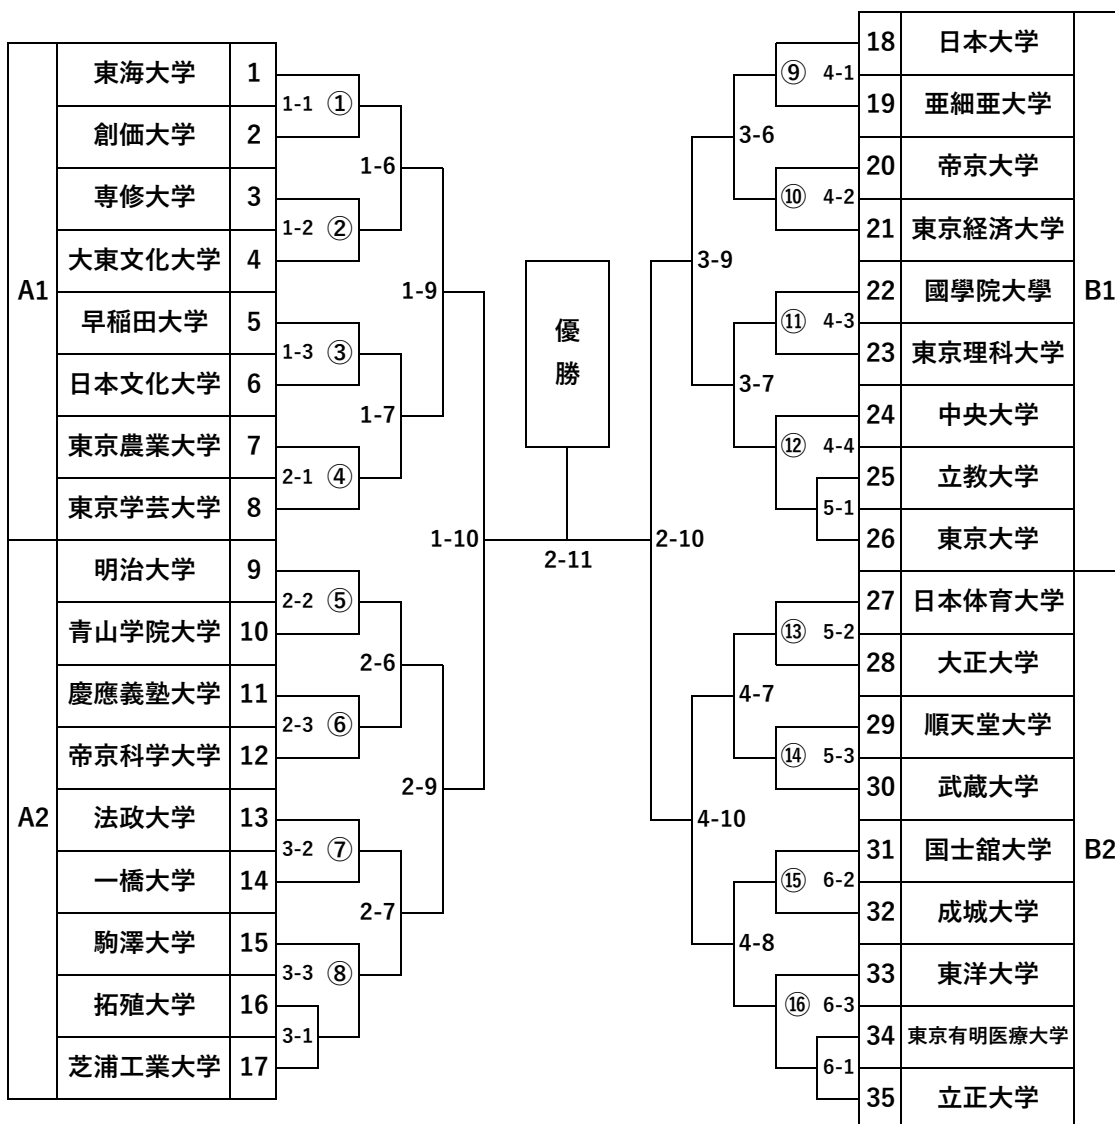 A1
東海大学 1
1-1 ①
創価大学 2
1-6
専修大学 3
1-2 ②
大東文化大学 4
1-9
早稲田大学 5
1-3 ③
日本文化大学 6
1-7
東京農業大学 7
2-1 ④
東京学芸大学 8
1-10
A2
明治大学 9
2-2 ⑤
青山学院大学 10
2-6
慶應義塾大学 11
2-3 ⑥
帝京科学大学 12
2-9
法政大学 13
3-2 ⑦
一橋大学 14
2-7
駒澤大学 15
3-3 ⑧
拓殖大学 16
3-1
芝浦工業大学 17
優
勝
2-11
B1
18 日本大学
⑨ 4-1
19 亜細亜大学
3-6
20 帝京大学
⑩ 4-2
21 東京経済大学
3-9
22 國學院大學
⑪ 4-3
23 東京理科大学
3-7
24 中央大学
⑫ 4-4
25 立教大学
5-1
26 東京大学
2-10
B2
27 日本体育大学
⑬ 5-2
28 大正大学
4-7
29 順天堂大学
⑭ 5-3
30 武蔵大学
4-10
31 国士舘大学
⑮ 6-2
32 成城大学
4-8
33 東洋大学
⑯ 6-3
34 東京有明医療大学
6-1
35 立正大学